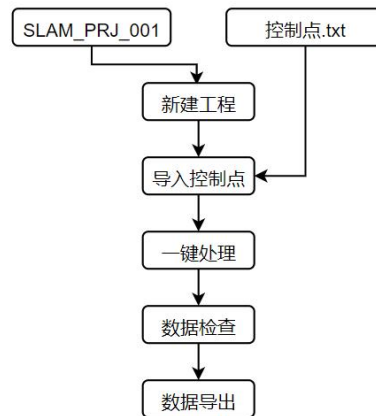 SLAM_PRJ_001
控制点.txt
新建工程
导入控制点
一键处理
数据检查
数据导出